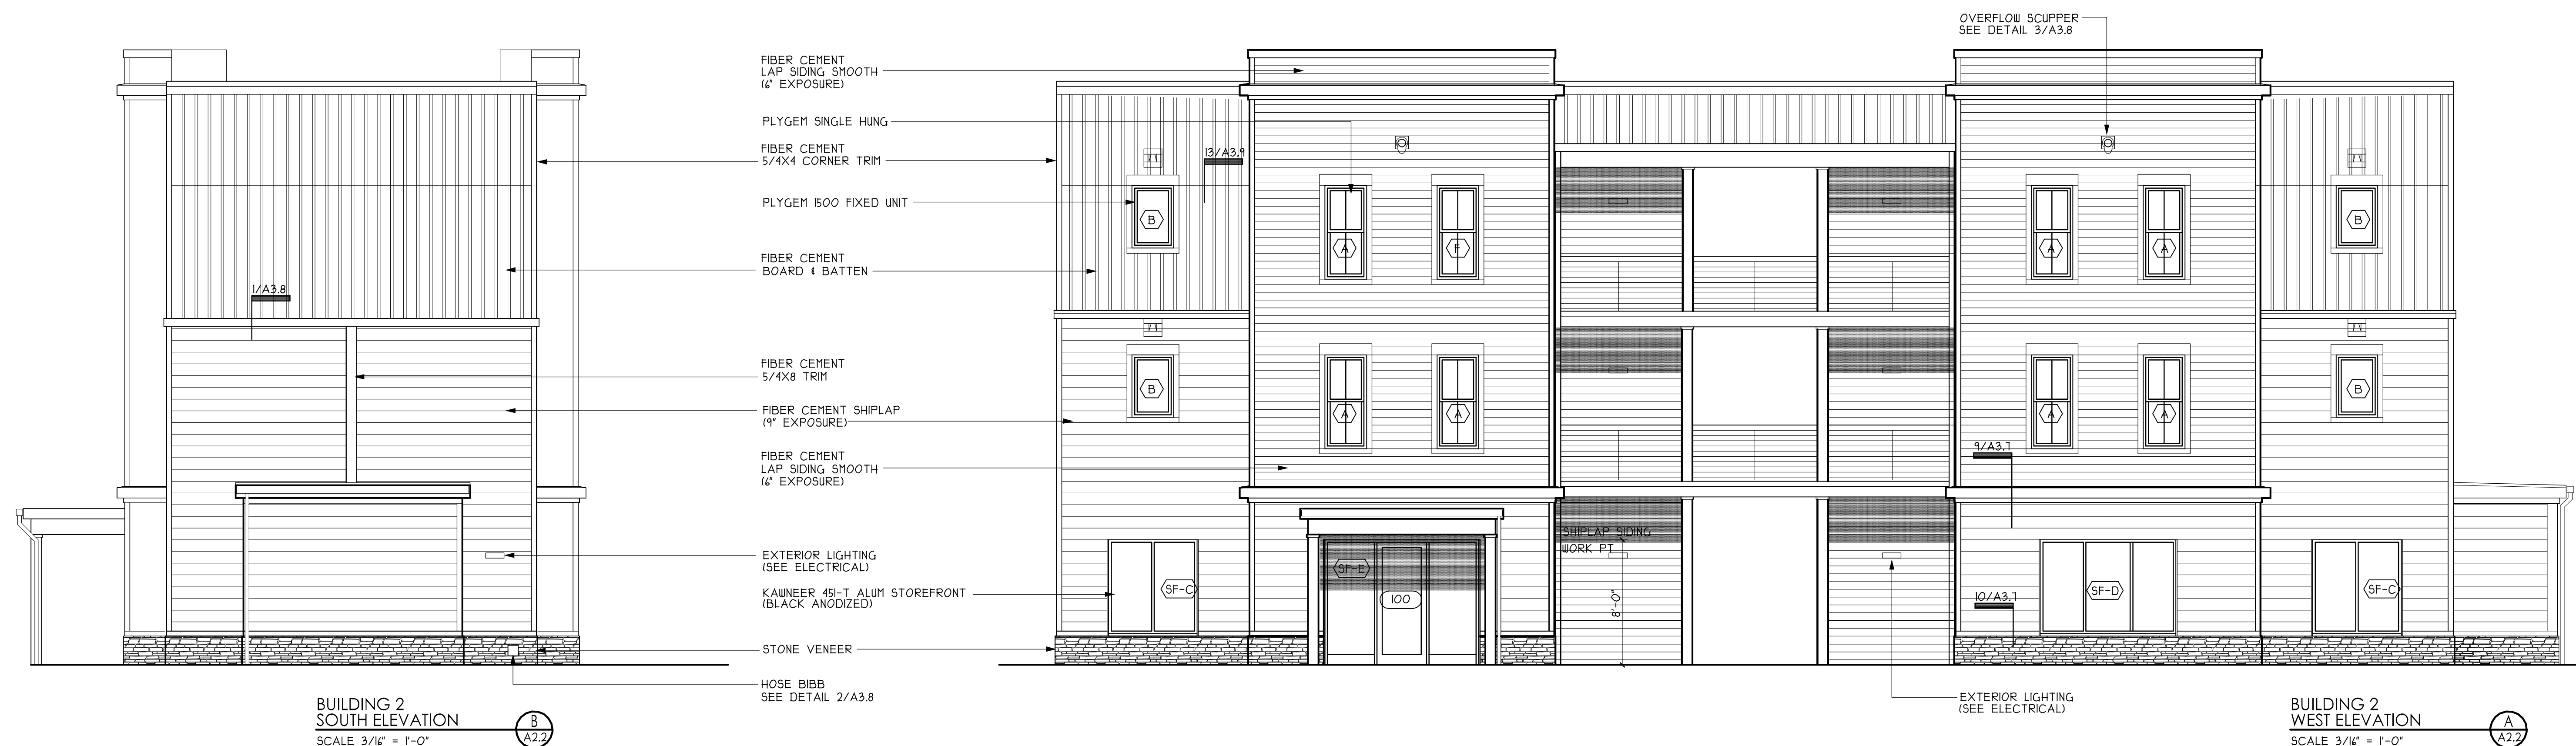 OVERFLOW SCUPPER
SEE DETAIL 3/A3.8
FIBER CEMENT
LAP SIDING SMOOTH
(6" EXPOSURE)
PLYGEM SINGLE HUNG
FIBER CEMENT
5/4X4 CORNER TRIM
13/A3.9
PLYGEM 1500 FIXED UNIT
B
B
A
F
A
A
FIBER CEMENT
BOARD & BATTEN
1/A3.8
FIBER CEMENT
5/4X8 TRIM
B
B
A
A
A
A
FIBER CEMENT SHIPLAP
(9" EXPOSURE)
9/A3.7
FIBER CEMENT
LAP SIDING SMOOTH
(6" EXPOSURE)
SHIPLAP SIDING
WORK PT
EXTERIOR LIGHTING
(SEE ELECTRICAL)
SF-E
SF-C
100
8'-0"
10/A3.7
SF-D
SF-C
KAWNEER 451-T ALUM STOREFRONT
(BLACK ANODIZED)
STONE VENEER
HOSE BIBB
SEE DETAIL 2/A3.8
EXTERIOR LIGHTING
(SEE ELECTRICAL)
BUILDING 2
SOUTH ELEVATION
SCALE 3/16" = 1'-0"
B
A2.2
BUILDING 2
WEST ELEVATION
SCALE 3/16" = 1'-0"
A
A2.2